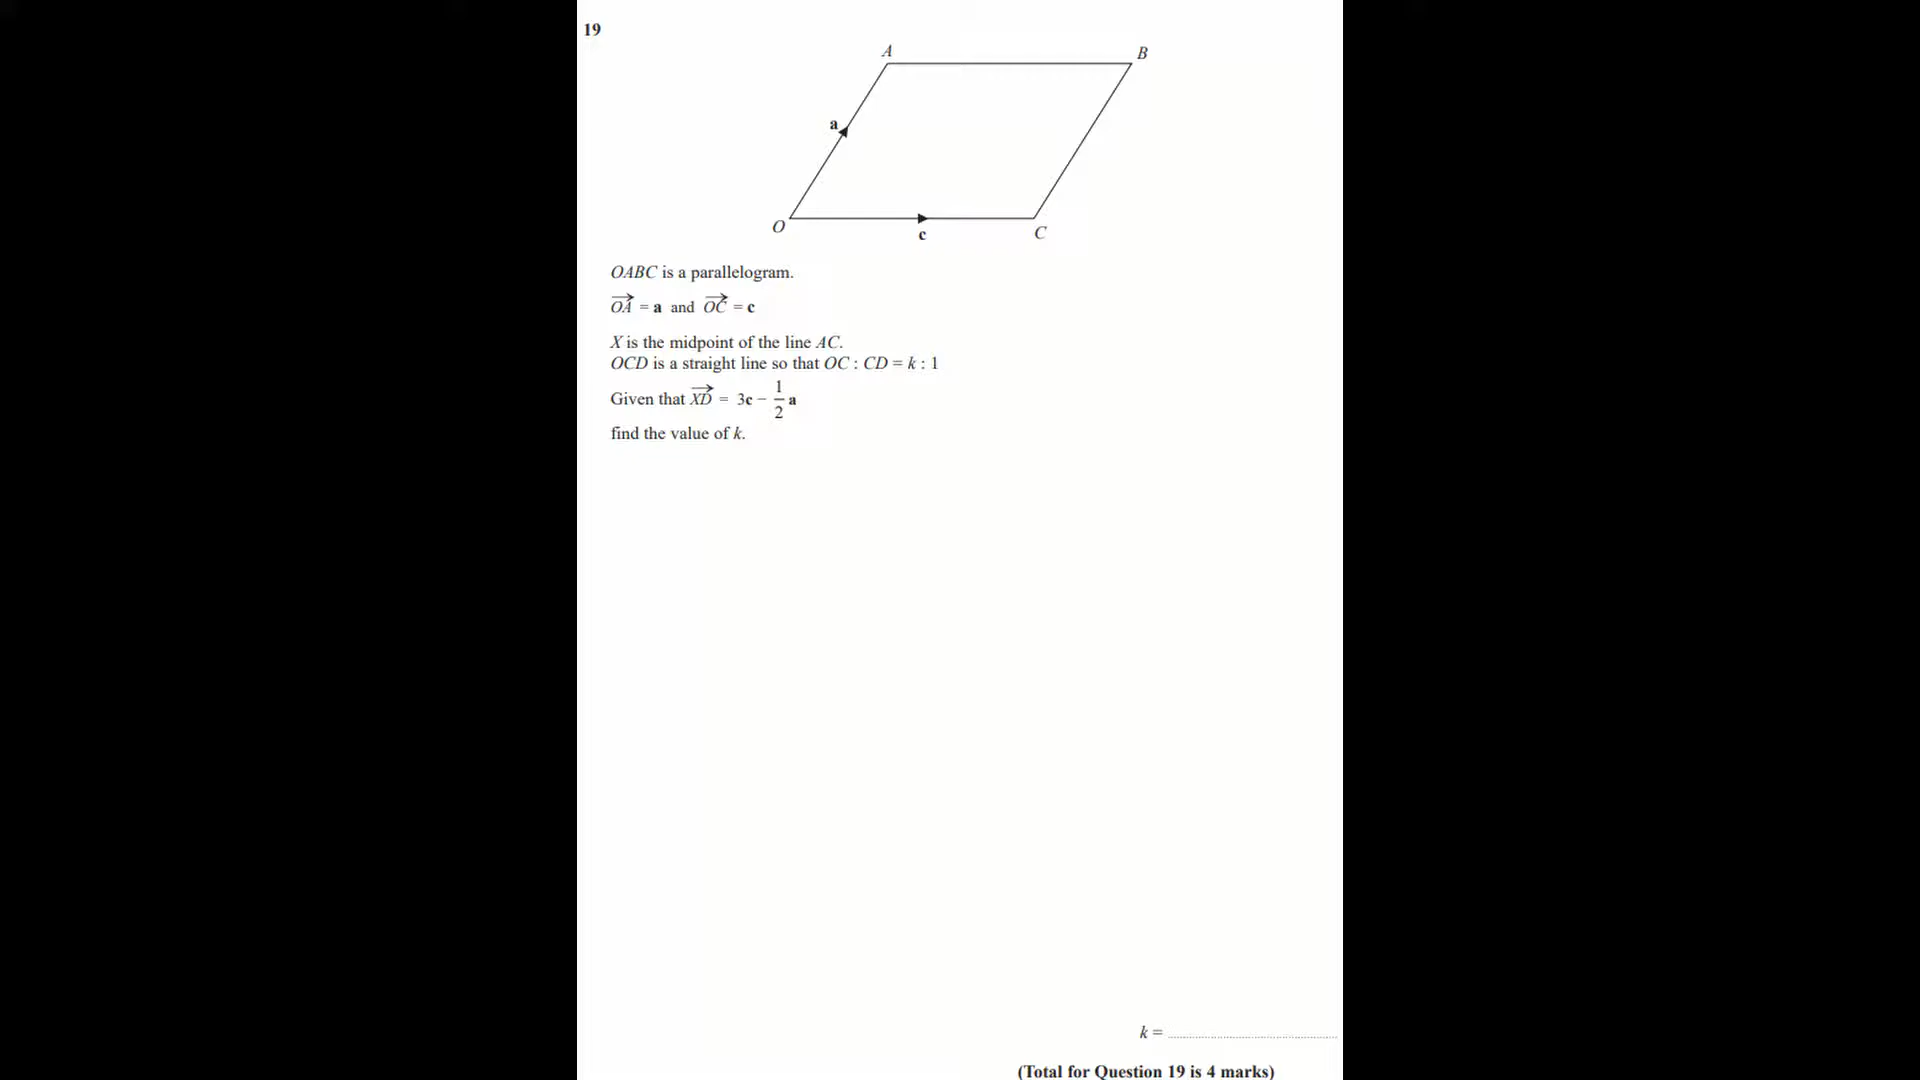 19
A
B
a
O
c
C
OABC is a parallelogram.
OA = a and OC = c
X is the midpoint of the line AC.
OCD is a straight line so that OC : CD = k : 1
Given that XD = 3c − 1/2 a
find the value of k.
k =
(Total for Question 19 is 4 marks)